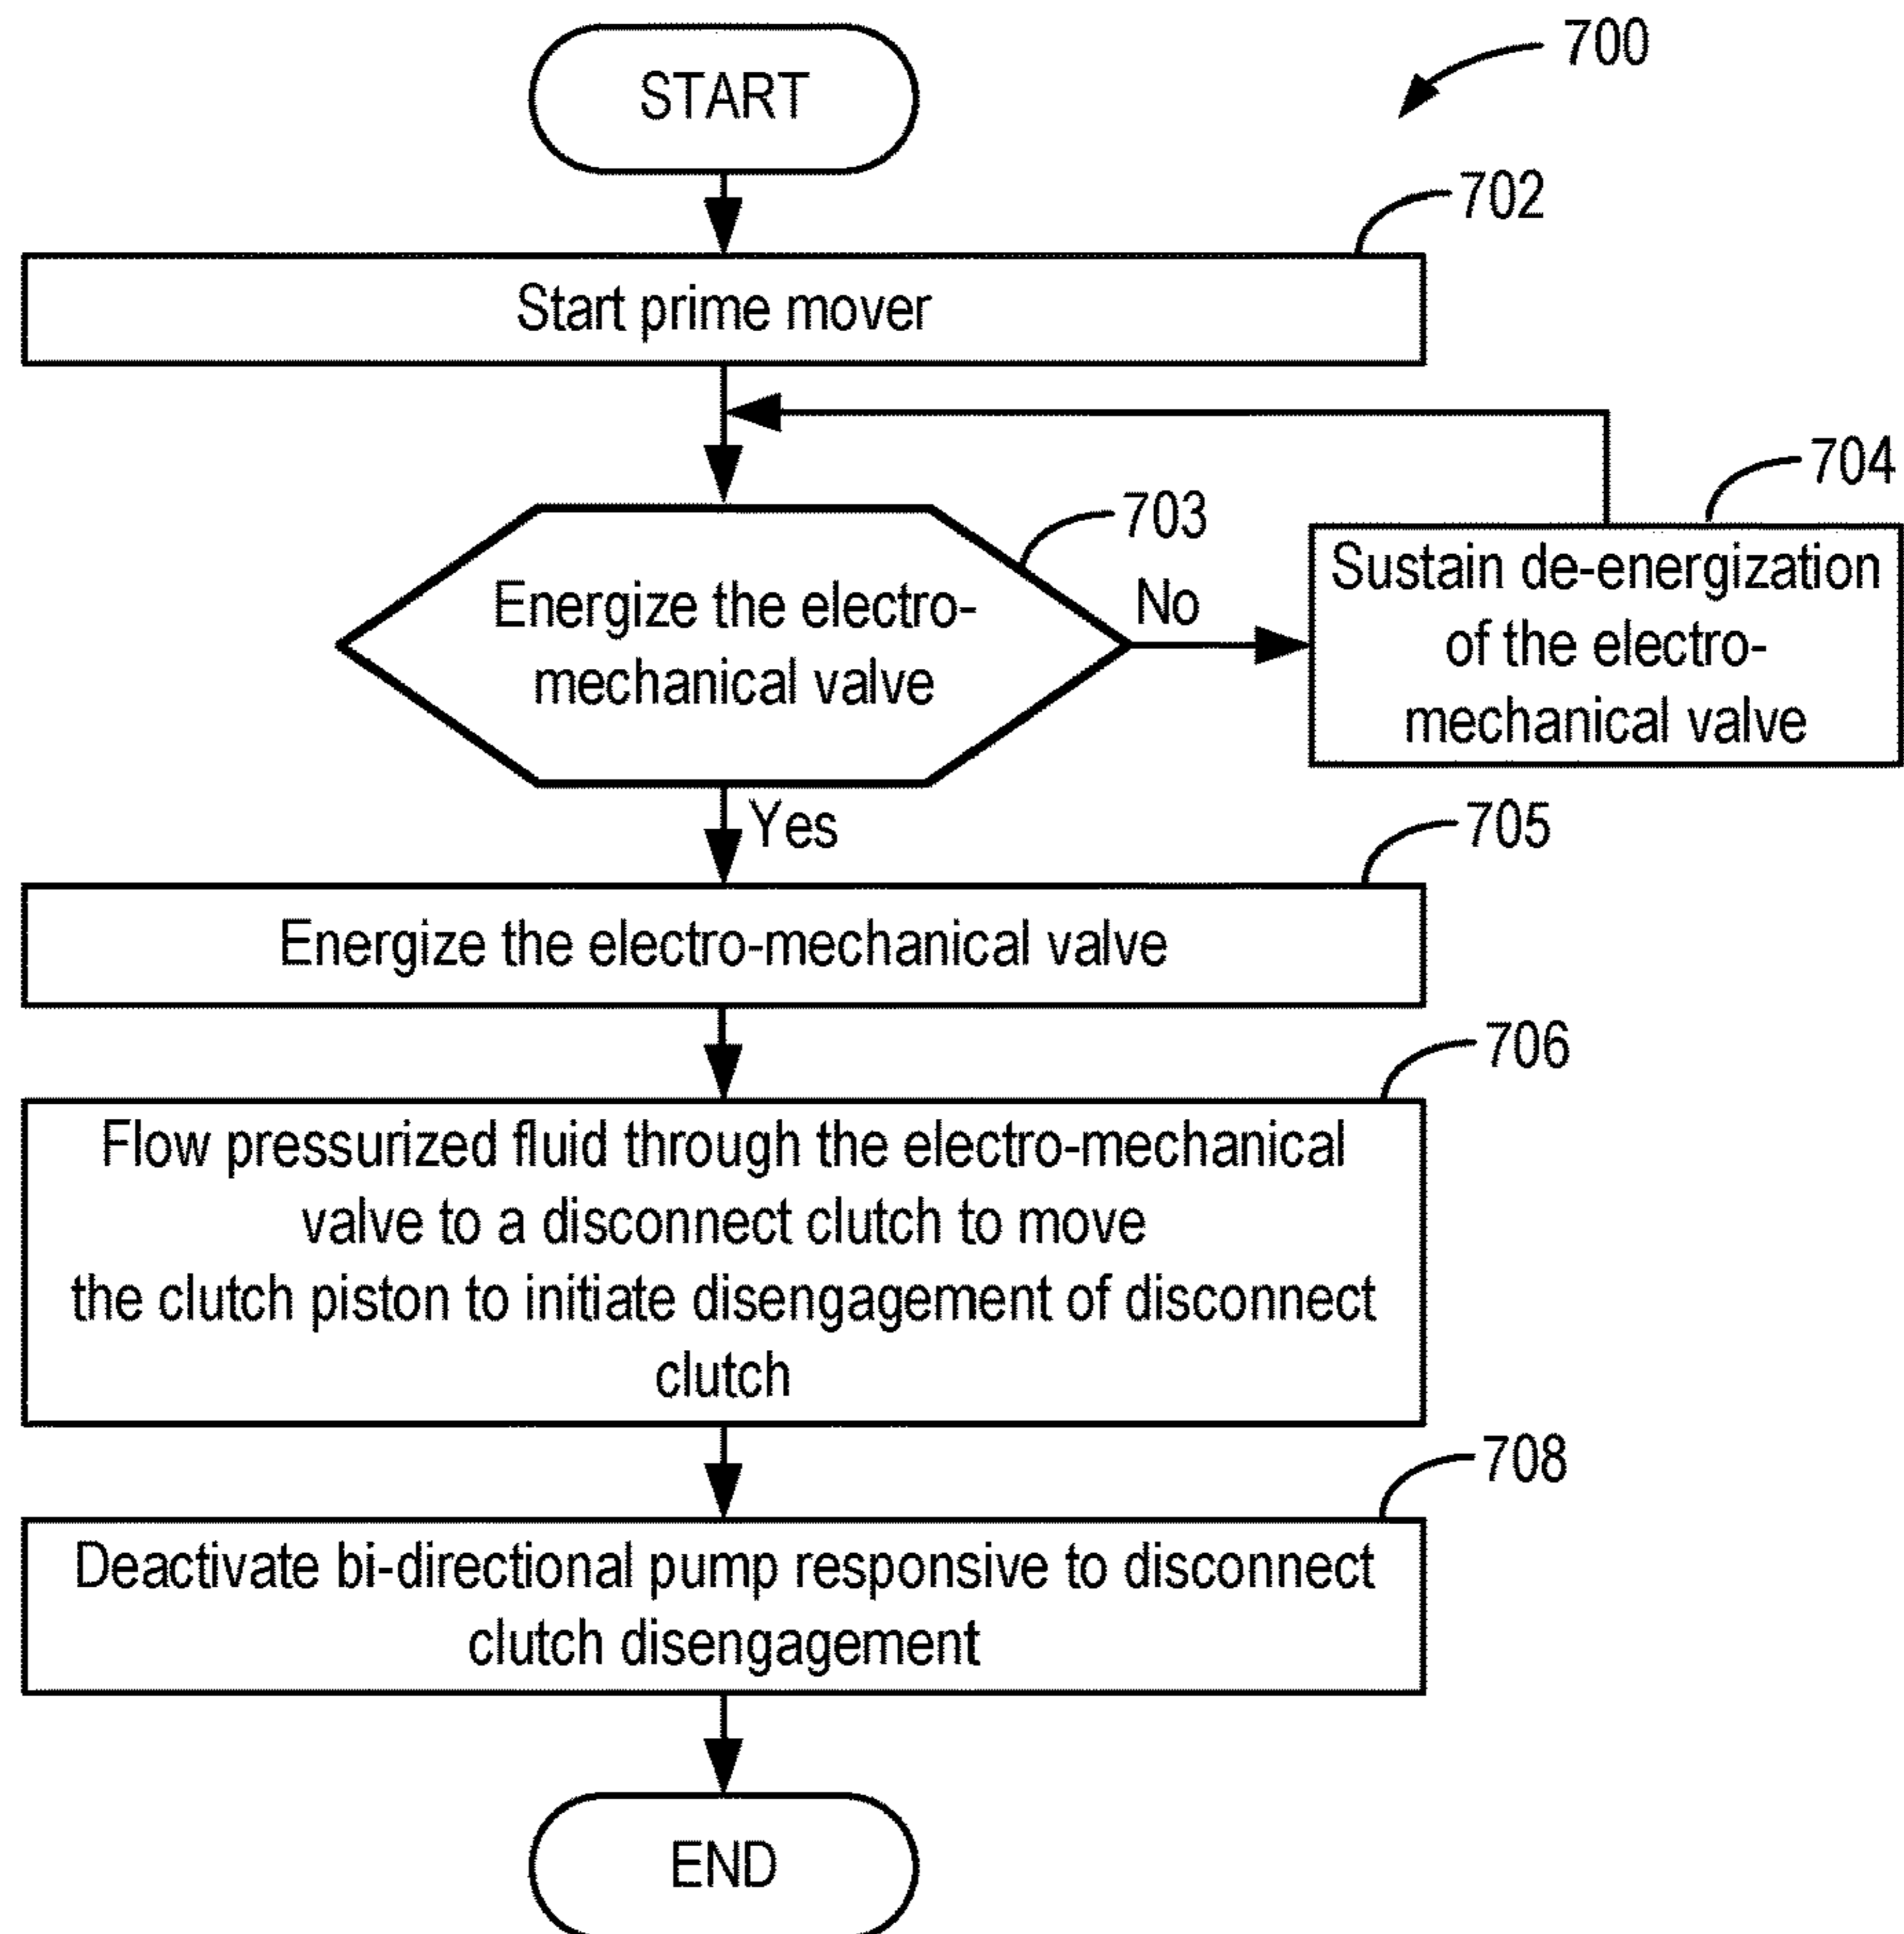 700
START
702
Start prime mover
703
Energize the electro-
mechanical valve
No
704
Sustain de-energization
of the electro-
mechanical valve
Yes
705
Energize the electro-mechanical valve
706
Flow pressurized fluid through the electro-mechanical
valve to a disconnect clutch to move
the clutch piston to initiate disengagement of disconnect
clutch
708
Deactivate bi-directional pump responsive to disconnect
clutch disengagement
END